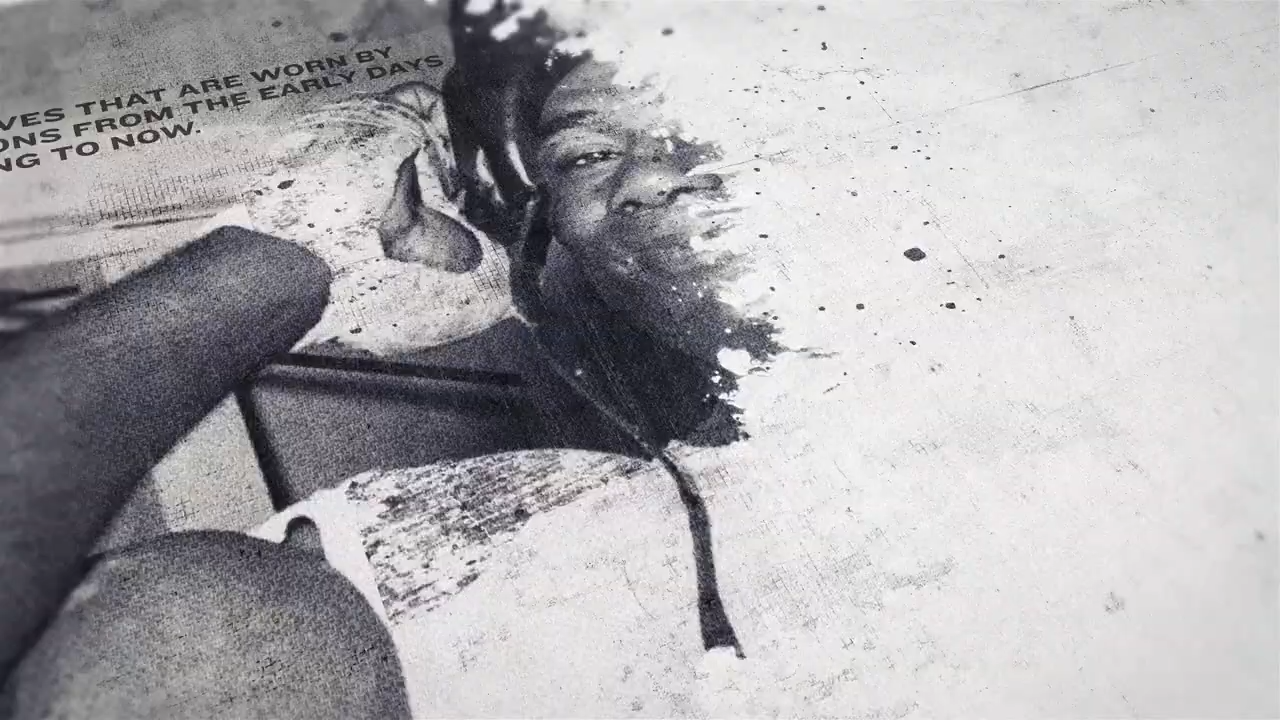 VES THAT ARE WORN BY
ONS FROM THE EARLY DAYS
NG TO NOW.